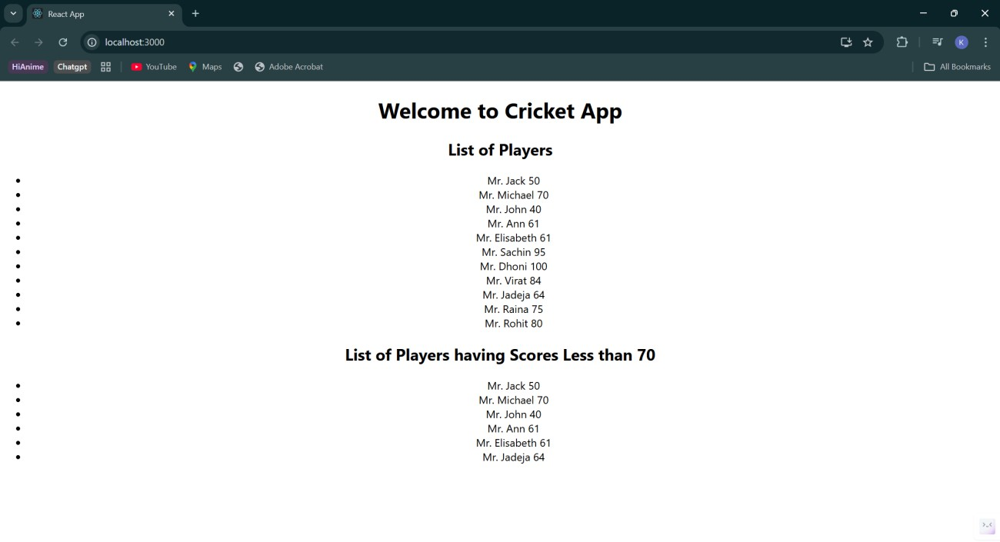 React App
localhost:3000
K
HiAnime Chatgpt YouTube Maps Adobe Acrobat All Bookmarks
Welcome to Cricket App
List of Players
Mr. Jack 50
Mr. Michael 70
Mr. John 40
Mr. Ann 61
Mr. Elisabeth 61
Mr. Sachin 95
Mr. Dhoni 100
Mr. Virat 84
Mr. Jadeja 64
Mr. Raina 75
Mr. Rohit 80
List of Players having Scores Less than 70
Mr. Jack 50
Mr. Michael 70
Mr. John 40
Mr. Ann 61
Mr. Elisabeth 61
Mr. Jadeja 64